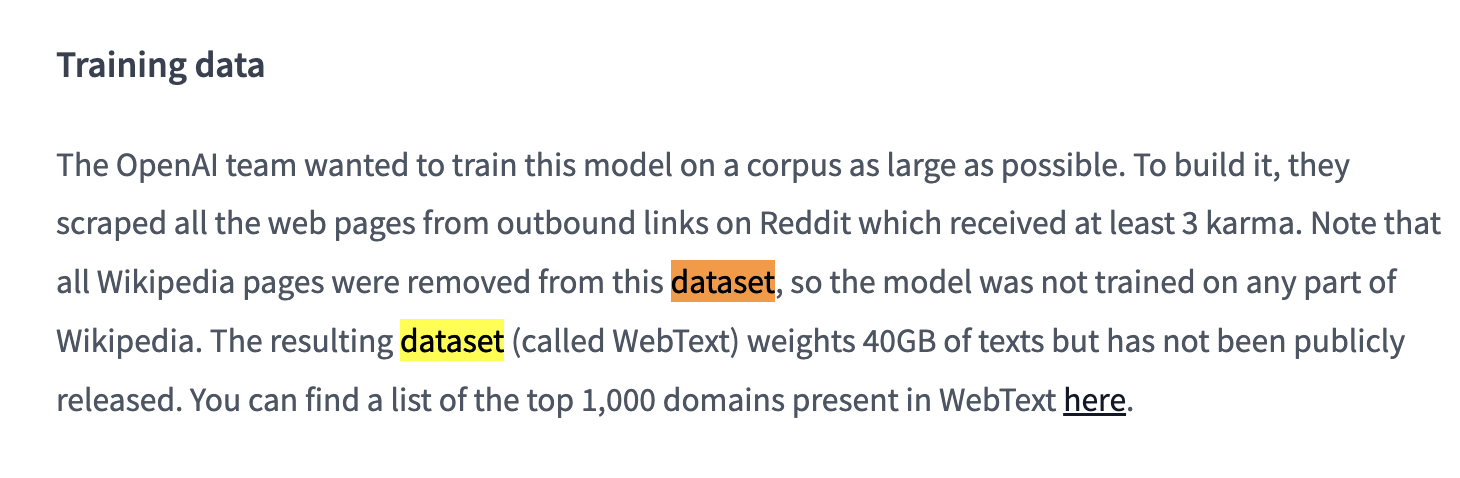 Training data
The OpenAI team wanted to train this model on a corpus as large as possible. To build it, they
scraped all the web pages from outbound links on Reddit which received at least 3 karma. Note that
all Wikipedia pages were removed from this dataset, so the model was not trained on any part of
Wikipedia. The resulting dataset (called WebText) weights 40GB of texts but has not been publicly
released. You can find a list of the top 1,000 domains present in WebText here.